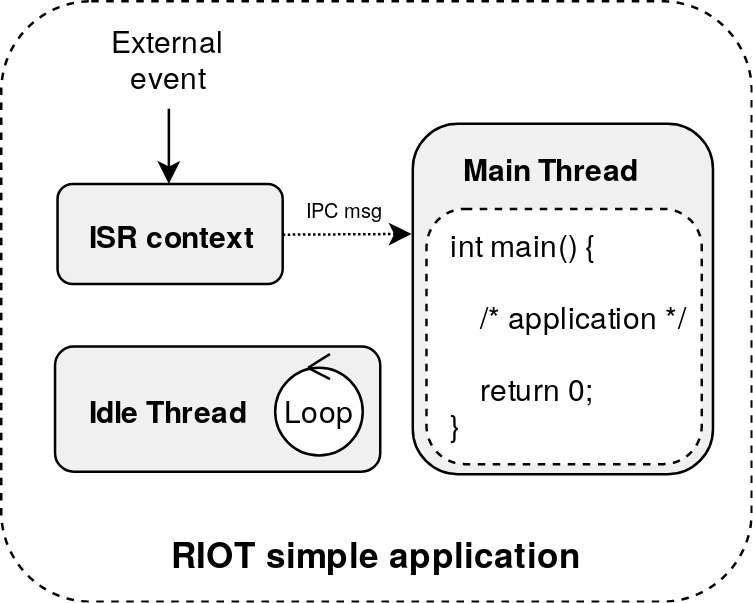 External
event
ISR context
IPC msg
Main Thread
int main() {
/* application */
return 0;
}
Idle Thread
Loop
RIOT simple application